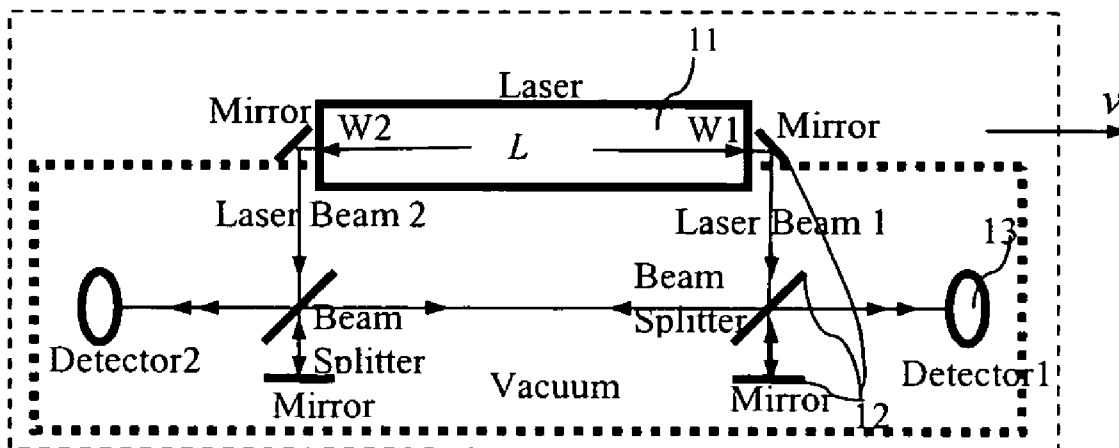 11
Laser
Mirror
W2
L
W1
Mirror
v
Laser Beam 2
Laser Beam 1
13
Beam
Splitter
Beam
Splitter
Detector2
Detector1
Mirror
Vacuum
Mirror
12